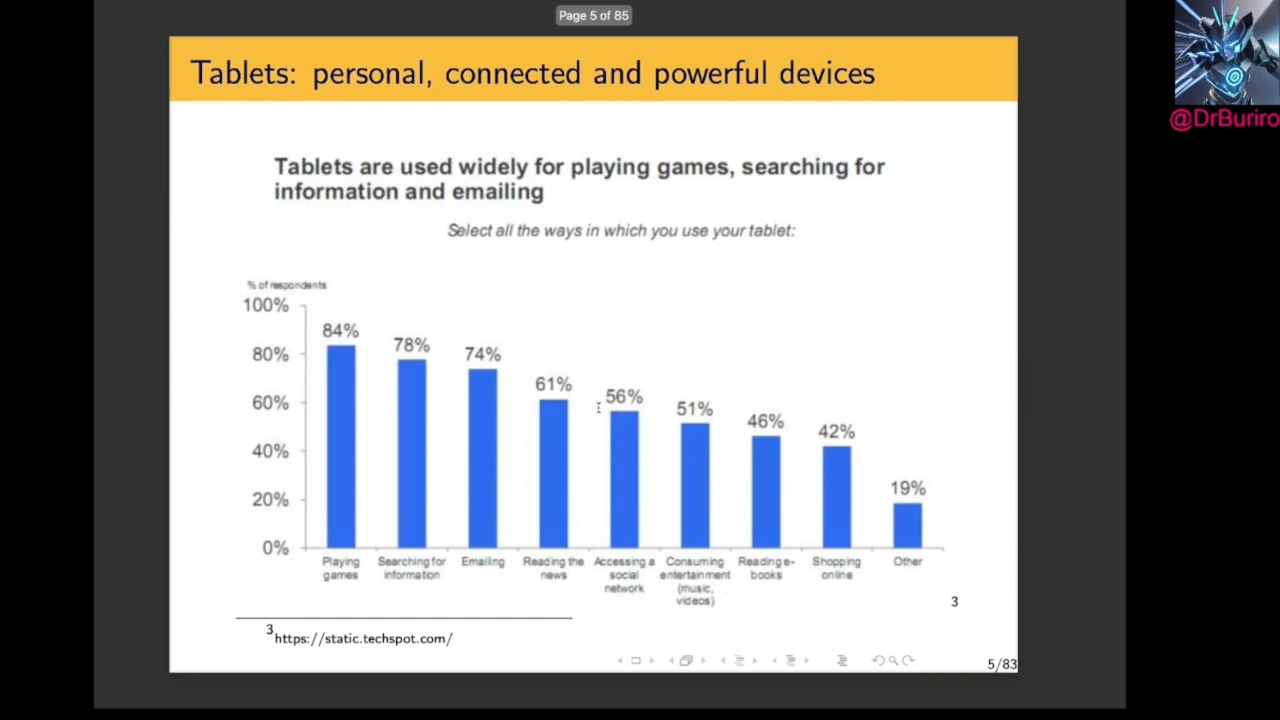 Page 5 of 85
@DrBuriro
Tablets: personal, connected and powerful devices
Tablets are used widely for playing games, searching for
information and emailing
Select all the ways in which you use your tablet:
% of respondents
100%
80%
60%
40%
20%
0%
84%
78%
74%
61%
56%
51%
46%
42%
19%
Playing
games
Searching for
information
Emailing
Reading the
news
Accessing a
social
network
Consuming
entertainment
(music,
videos)
Reading e-
books
Shopping
online
Other
3
3 https://static.techspot.com/
5/83